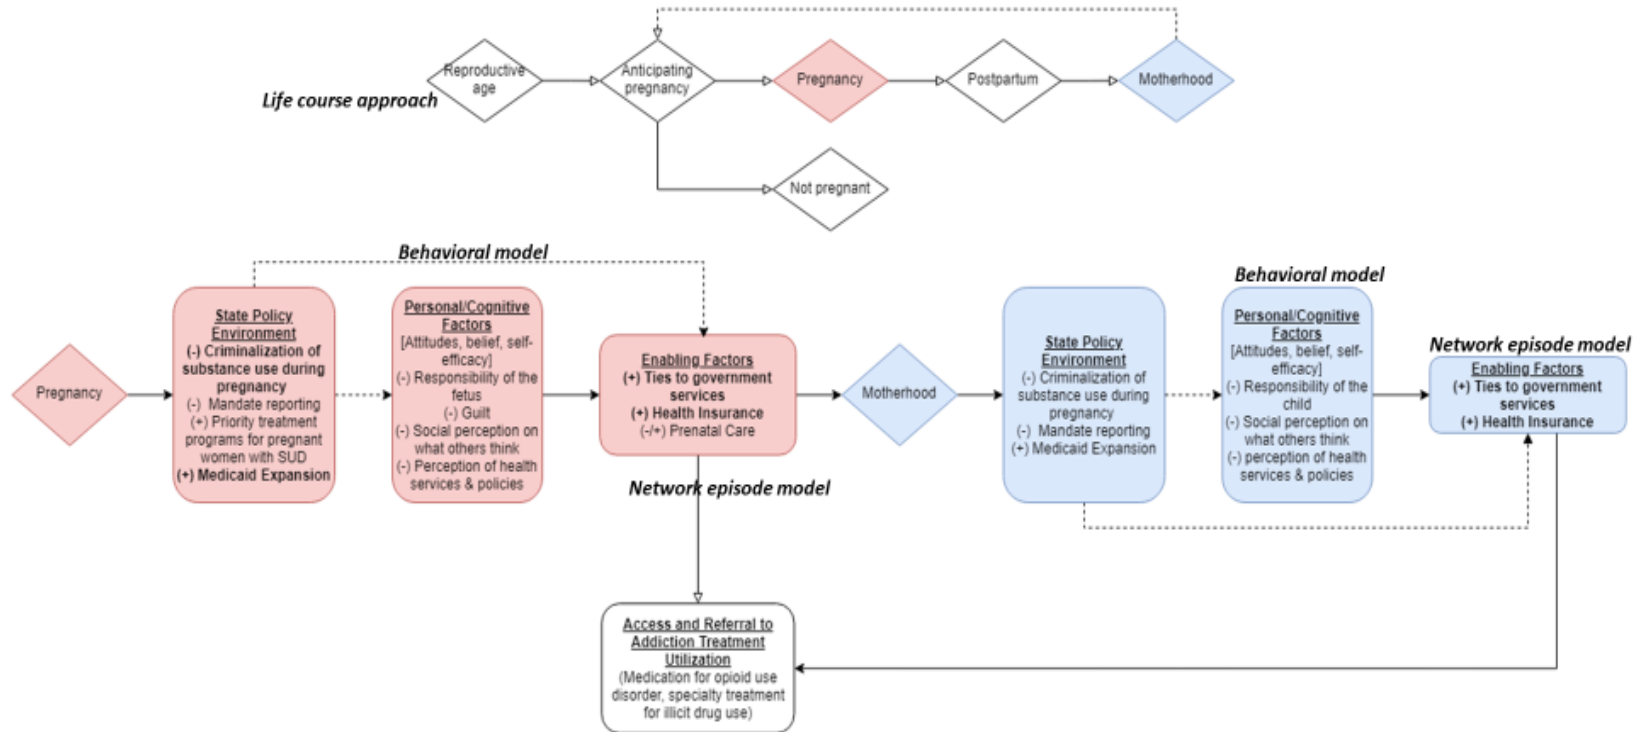 Life course approach
Reproductive
age
Anticipating
pregnancy
Pregnancy
Postpartum
Motherhood
Not pregnant
Behavioral model
Pregnancy
State Policy
Environment
(-) Criminalization of
substance use during
pregnancy
(-) Mandate reporting
(+) Priority treatment
programs for pregnant
women with SUD
(+) Medicaid Expansion
Personal/Cognitive
Factors
[Attitudes, belief, self-
efficacy]
(-) Responsibility of the
fetus
(-) Guilt
(-) Social perception on
what others think
(-) Perception of health
services & policies
Enabling Factors
(+) Ties to government
services
(+) Health Insurance
(-/+) Prenatal Care
Network episode model
Motherhood
State Policy
Environment
(-) Criminalization of
substance use during
pregnancy
(-) Mandate reporting
(+) Medicaid Expansion
Behavioral model
Personal/Cognitive
Factors
[Attitudes, belief, self-
efficacy]
(-) Responsibility of the
child
(-) Social perception on
what others think
(-) perception of health
services & policies
Network episode model
Enabling Factors
(+) Ties to government
services
(+) Health Insurance
Access and Referral to
Addiction Treatment
Utilization
(Medication for opioid use
disorder, specialty treatment
for illicit drug use)